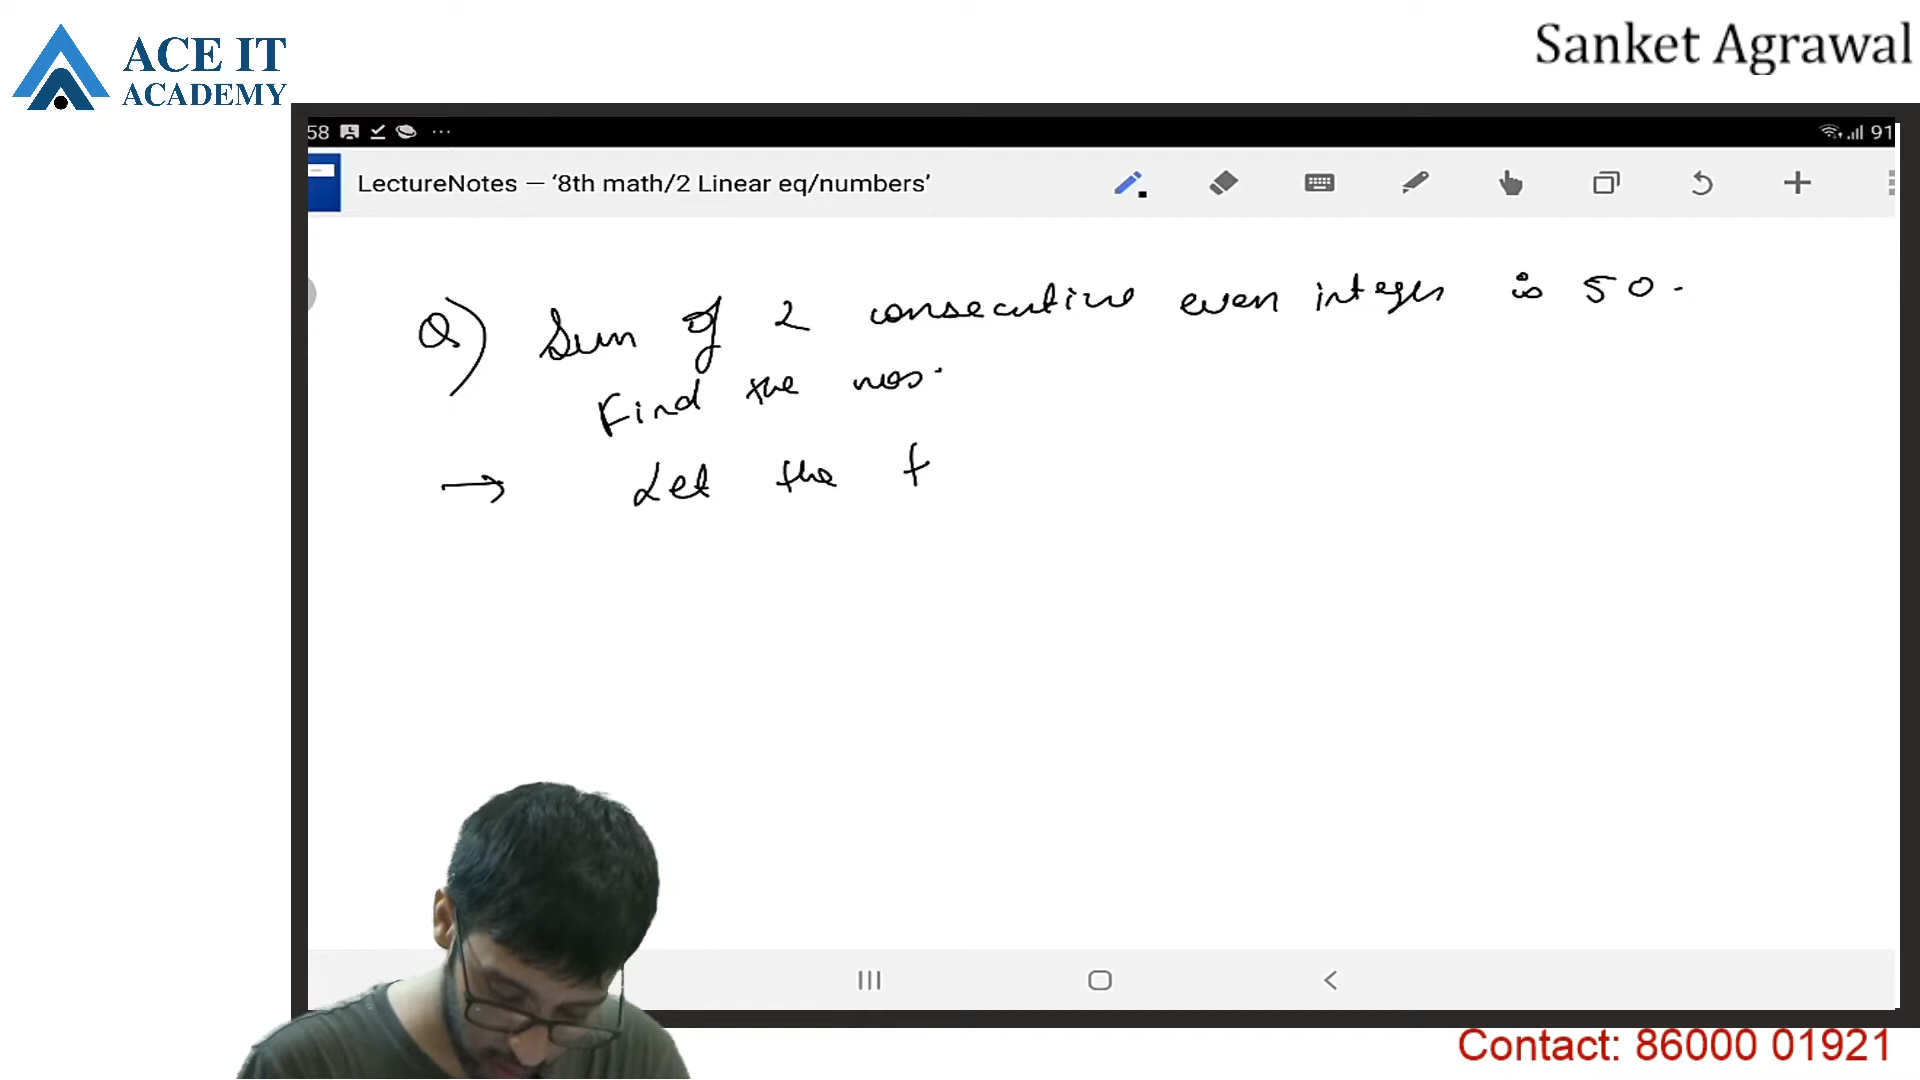 ACE IT
ACADEMY
Sanket Agrawal
58 ... 91
LectureNotes — ‘8th math/2 Linear eq/numbers’
Q) Sum of 2 consecutive even integer is 50.
Find the nos.
→ Let the f
Contact: 86000 01921